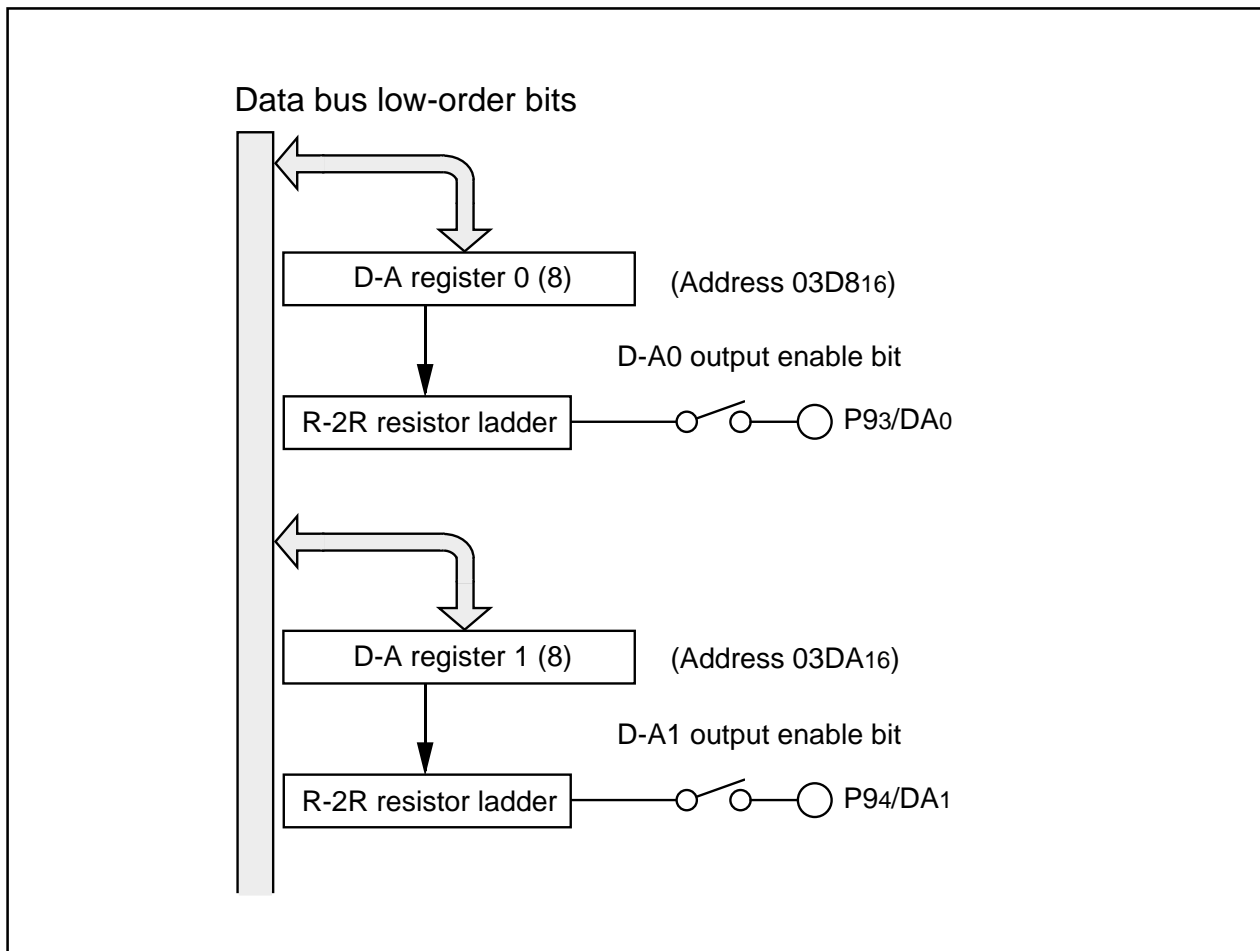 Data bus low-order bits
D-A register 0 (8)
(Address 03D816)
D-A0 output enable bit
R-2R resistor ladder
P93/DA0
D-A register 1 (8)
(Address 03DA16)
D-A1 output enable bit
R-2R resistor ladder
P94/DA1